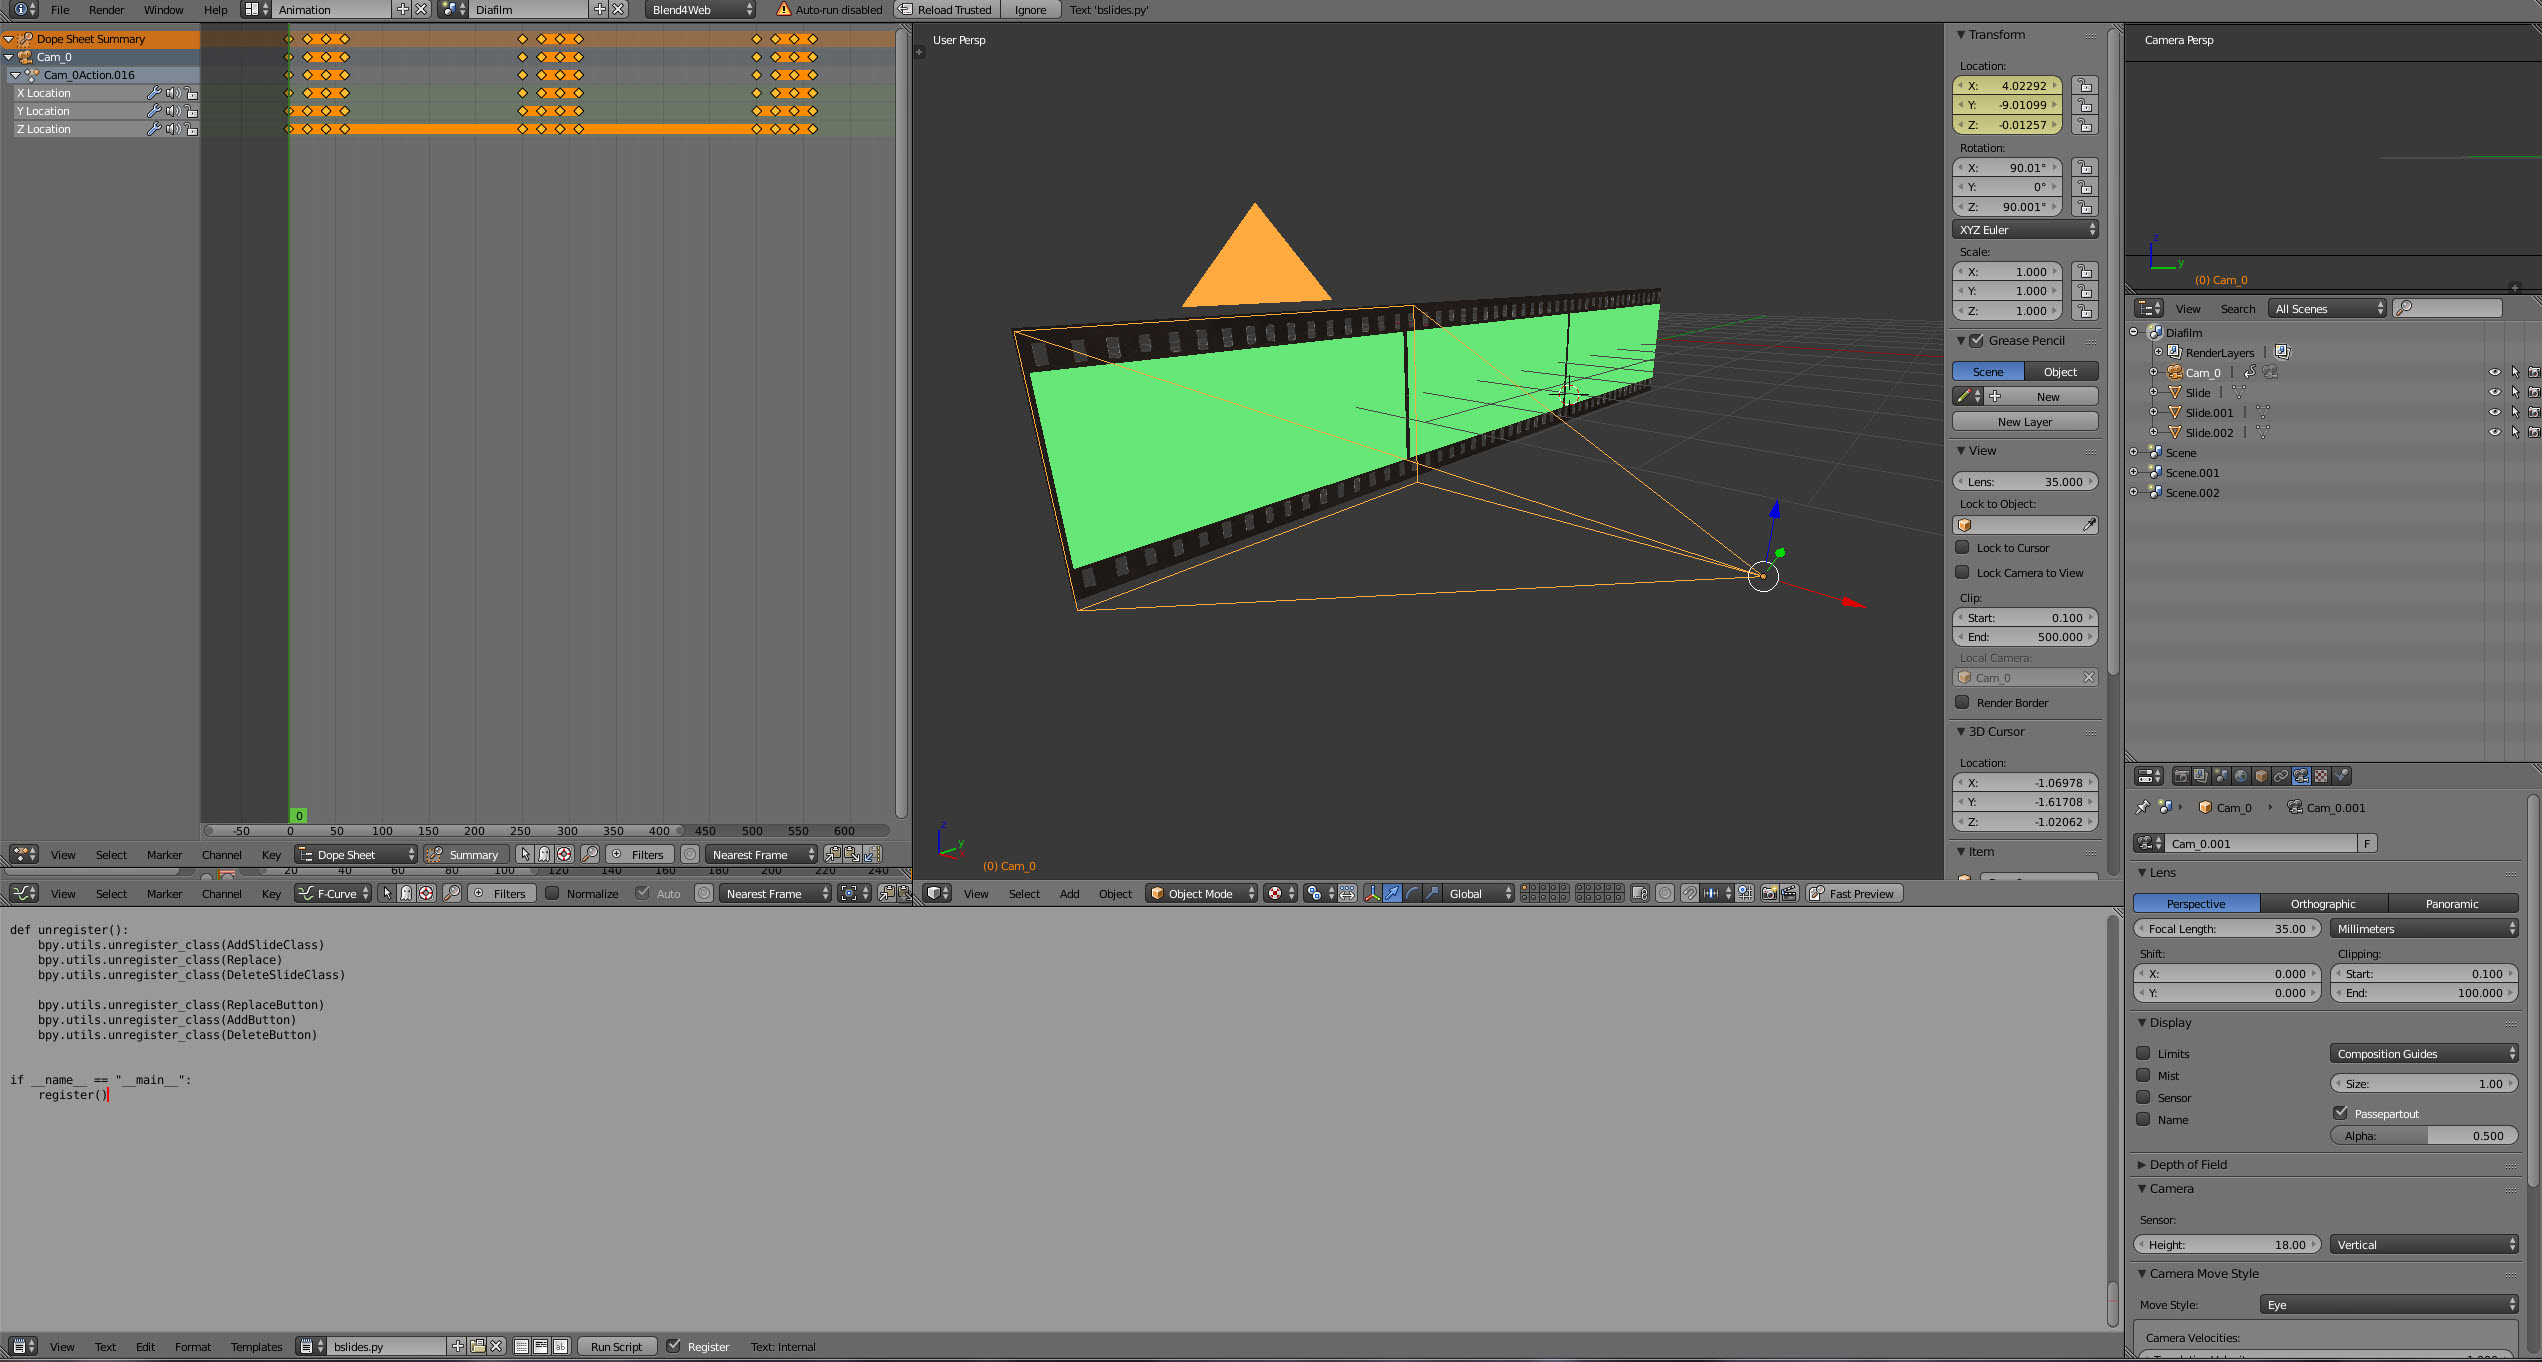 File Render Window Help Animation Diafilm Blend4Web Auto-run disabled Reload Trusted Ignore Text 'bslides.py'
Dope Sheet Summary
Cam_0
Cam_0Action.016
X Location
Y Location
Z Location
0
-50 0 50 100 150 200 250 300 350 400 450 500 550 600
View Select Marker Channel Key Dope Sheet Summary Filters Nearest Frame
20 40 60 80 100 120 140 160 180 200 220 240
View Select Marker Channel Key F-Curve Filters Normalize Auto Nearest Frame
User Persp
z
y
x
(0) Cam_0
View Select Add Object Object Mode Global Fast Preview
Transform
Location:
X: 4.02292
Y: -9.01099
Z: -0.01257
Rotation:
X: 90.01°
Y: 0°
Z: 90.001°
XYZ Euler
Scale:
X: 1.000
Y: 1.000
Z: 1.000
Grease Pencil
Scene Object
New
New Layer
View
Lens: 35.000
Lock to Object:
Lock to Cursor
Lock Camera to View
Clip:
Start: 0.100
End: 500.000
Local Camera:
Cam_0
Render Border
3D Cursor
Location:
X: -1.06978
Y: -1.61708
Z: -1.02062
Item
Camera Persp
z
y
(0) Cam_0
View Search All Scenes
Diafilm
RenderLayers
Cam_0
Slide
Slide.001
Slide.002
Scene
Scene.001
Scene.002
Cam_0 Cam_0.001
Cam_0.001 F
Lens
Perspective Orthographic Panoramic
Focal Length: 35.00 Millimeters
Shift: Clipping:
X: 0.000 Start: 0.100
Y: 0.000 End: 100.000
Display
Limits Composition Guides
Mist Size: 1.00
Sensor
Passepartout
Name
Alpha: 0.500
Depth of Field
Camera
Sensor:
Height: 18.00 Vertical
Camera Move Style
Move Style: Eye
Camera Velocities:
def unregister():
    bpy.utils.unregister_class(AddSlideClass)
    bpy.utils.unregister_class(Replace)
    bpy.utils.unregister_class(DeleteSlideClass)
    bpy.utils.unregister_class(ReplaceButton)
    bpy.utils.unregister_class(AddButton)
    bpy.utils.unregister_class(DeleteButton)
if __name__ == "__main__":
    register()
View Text Edit Format Templates bslides.py ab Run Script Register Text: Internal